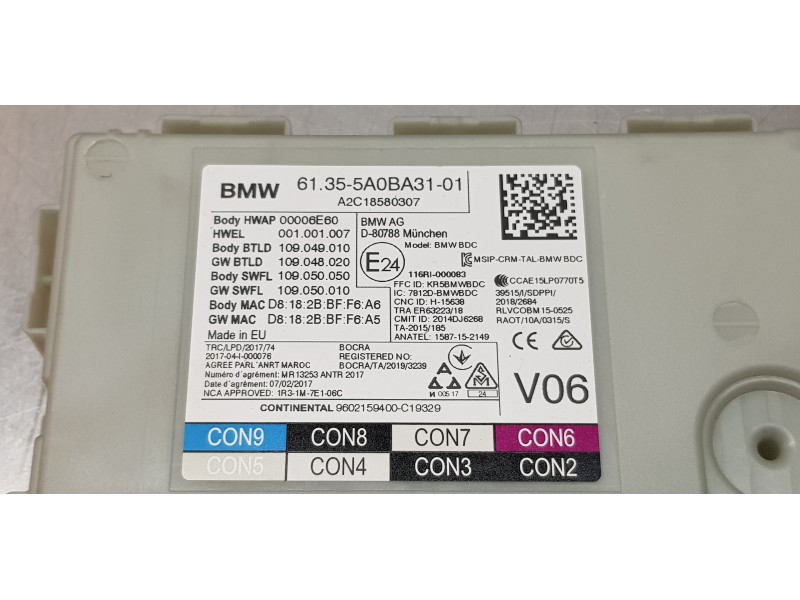 BMW 61.35-5A0BA31-01
A2C18580307
Body HWAP 00006E60
HWEL 001.001.007
Body BTLD 109.049.010
GW BTLD 109.048.020
Body SWFL 109.050.050
GW SWFL 109.050.010
Body MAC D8:18:2B:BF:F6:A6
GW MAC D8:18:2B:BF:F6:A5
Made in EU
BMW AG
D-80788 München
Model: BMW BDC
E24
MSIP-CRM-TAL-BMW BDC
116RI-000083
FFC ID: KR5BMWBDC
IC: 7812D-BMWBDC
CNC ID: H-15638
TRA ER63223/18
CMIT ID: 2014DJ6268
TA-2015/185
ANATEL: 1587-15-2149
CCAE15LP0770T5
39515/I/SDPPI/
2018/2684
RLVCOBM15-0525
RAOT/10A/0315/S
TRC/LPD/2017/74
2017-04-I-000076
AGREE PARL'ANRT MAROC
Numéro d'agrément: MR13253 ANTR 2017
Date d'agrément: 07/02/2017
NCA APPROVED: 1R3-1M-7E1-06C
BOCRA
REGISTERED NO:
BOCRA/TA/2019/3239
CE
И 005 17
24
V06
CONTINENTAL 9602159400-C19329
CON9 CON8 CON7 CON6
CON5 CON4 CON3 CON2